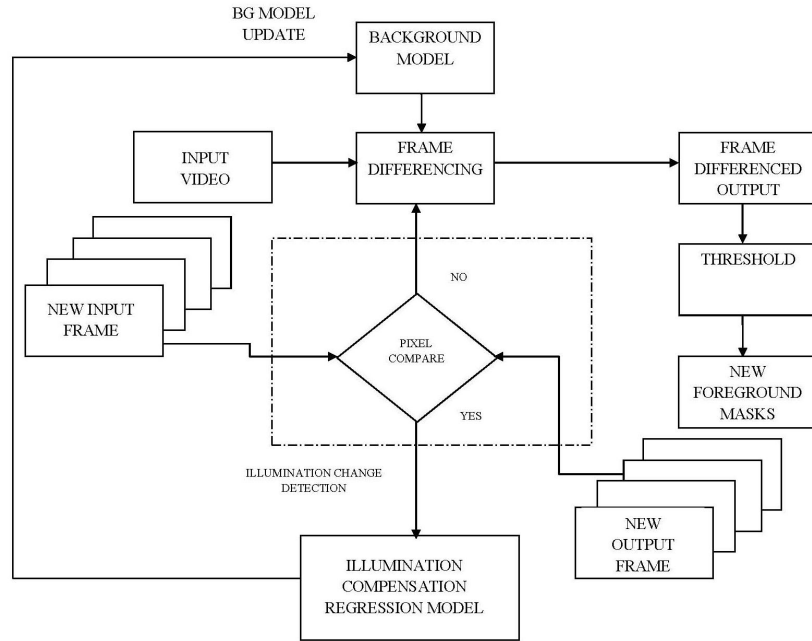 BG MODEL
UPDATE
BACKGROUND
MODEL
INPUT
VIDEO
FRAME
DIFFERENCING
FRAME
DIFFERENCED
OUTPUT
THRESHOLD
NO
NEW INPUT
FRAME
PIXEL
COMPARE
NEW
FOREGROUND
MASKS
YES
ILLUMINATION CHANGE
DETECTION
NEW
OUTPUT
FRAME
ILLUMINATION
COMPENSATION
REGRESSION MODEL